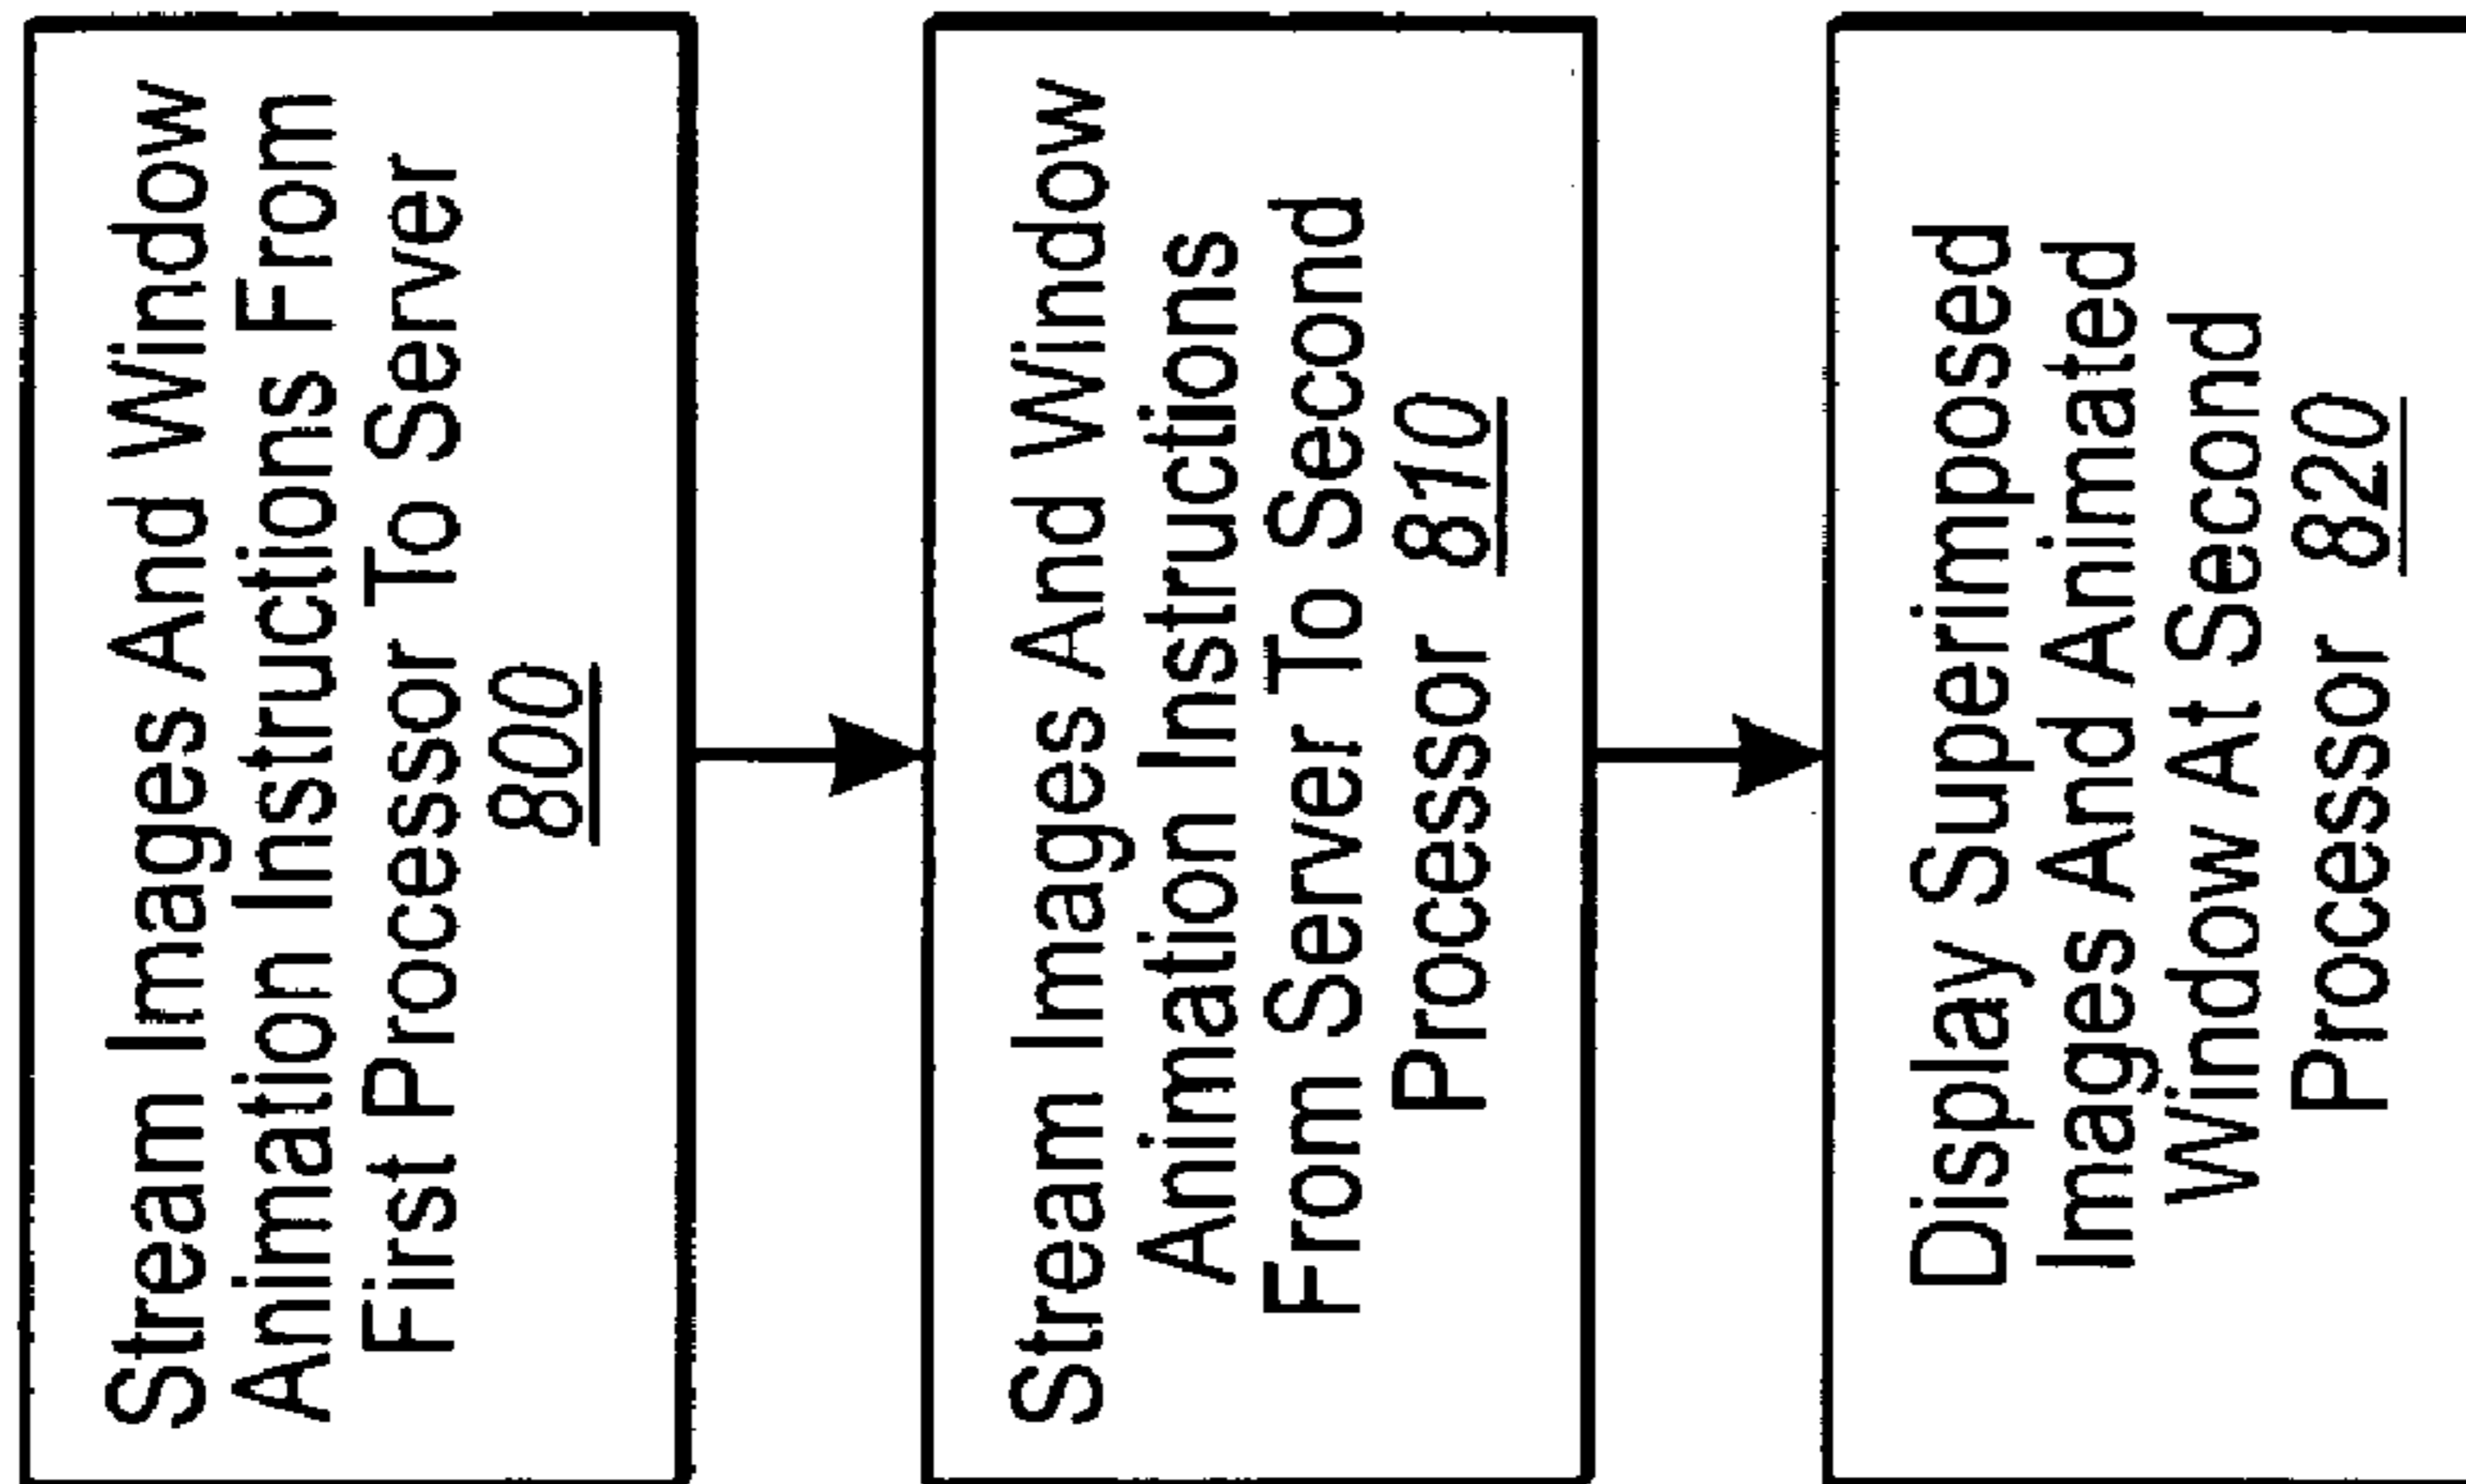 Stream Images And Window
Animation Instructions From
First Processor To Server
800
Stream Images And Window
Animation Instructions
From Server To Second
Processor 810
Display Superimposed
Images And Animated
Window At Second
Processor 820